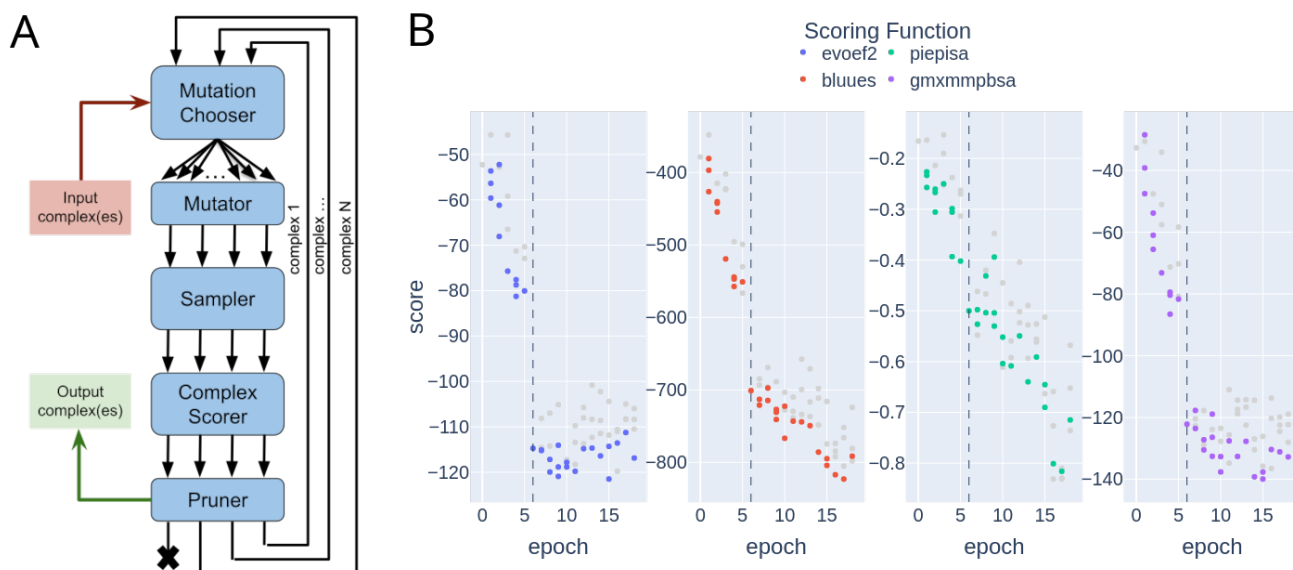 A
Mutation
Chooser
...
Input
complex(es)
Mutator
complex 1
complex ...
complex N
Sampler
Output
complex(es)
Complex
Scorer
Pruner
B
Scoring Function
evoef2
piepisa
bluues
gmxmmpbsa
score
−50
−60
−70
−80
−90
−100
−110
−120
0 5 10 15
epoch
−400
−500
−600
−700
−800
0 5 10 15
epoch
−0.2
−0.3
−0.4
−0.5
−0.6
−0.7
−0.8
0 5 10 15
epoch
−40
−60
−80
−100
−120
−140
0 5 10 15
epoch